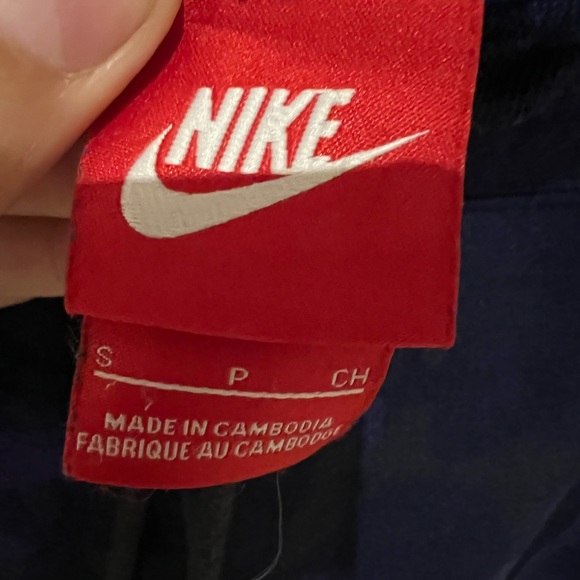 NIKE
S P CH
MADE IN CAMBODIA
FABRIQUE AU CAMBODGE